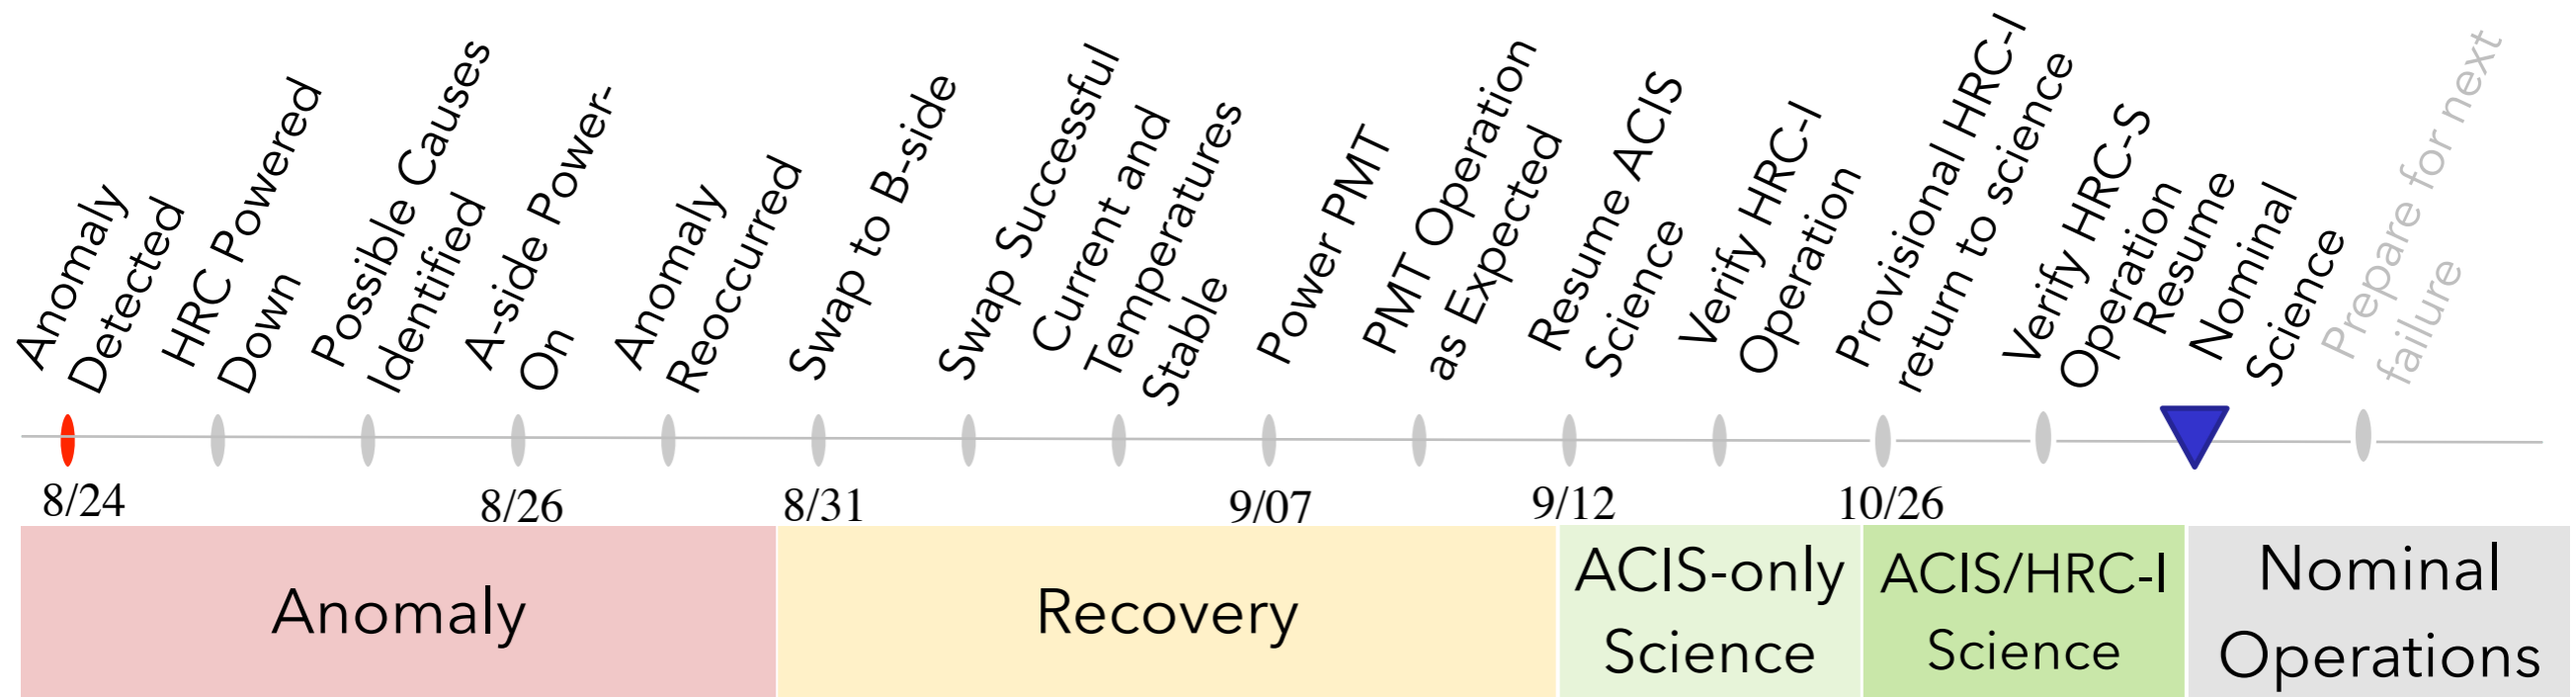 Anomaly
Detected
HRC Powered
Down
Possible Causes
Identified
A-side Power-
On
Anomaly
Reoccurred
Swap to B-side
Swap Successful
Current and
Temperatures
Stable
Power PMT
PMT Operation
as Expected
Resume ACIS
Science
Verify HRC-I
Operation
Provisional HRC-I
return to science
Verify HRC-S
Operation
Resume
Nominal
Science
Prepare for next
failure
8/24
8/26
8/31
9/07
9/12
10/26
Anomaly
Recovery
ACIS-only
Science
ACIS/HRC-I
Science
Nominal
Operations